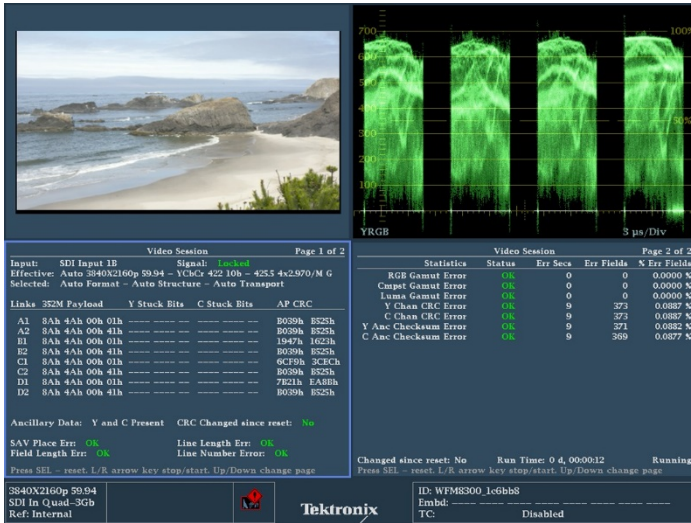 700
100%
600
500
400
50%
300
200
100
YRGB
3 µs/Div
Video Session Page 1 of 2
Input: SDI Input 1B Signal: Locked
Effective: Auto 3840X2160p 59.94 – YCbCr 422 10b – 425.5 4x2.970/M G
Selected: Auto Format – Auto Structure – Auto Transport
Links 352M Payload Y Stuck Bits C Stuck Bits AP CRC
A1 8Ah 4Ah 00h 01h ---- ---- ---- ---- ---- ---- B039h B525h
A2 8Ah 4Ah 00h 41h ---- ---- ---- ---- ---- ---- B039h B525h
B1 8Ah 4Ah 00h 01h ---- ---- ---- ---- ---- ---- 1947h 1623h
B2 8Ah 4Ah 00h 41h ---- ---- ---- ---- ---- ---- B039h B525h
C1 8Ah 4Ah 00h 01h ---- ---- ---- ---- ---- ---- 6CF9h 3CECh
C2 8Ah 4Ah 00h 41h ---- ---- ---- ---- ---- ---- B039h B525h
D1 8Ah 4Ah 00h 01h ---- ---- ---- ---- ---- ---- 7B21h EA8Bh
D2 8Ah 4Ah 00h 41h ---- ---- ---- ---- ---- ---- B039h B525h
Ancillary Data: Y and C Present CRC Changed since reset: No
SAV Place Err: OK Line Length Err: OK
Field Length Err: OK Line Number Error: OK
Press SEL – reset. L/R arrow key stop/start. Up/Down change page
Video Session Page 2 of 2
Statistics Status Err Secs Err Fields % Err Fields
RGB Gamut Error OK 0 0 0.0000 %
Cmpst Gamut Error OK 0 0 0.0000 %
Luma Gamut Error OK 0 0 0.0000 %
Y Chan CRC Error OK 9 373 0.0887 %
C Chan CRC Error OK 9 373 0.0887 %
Y Anc Checksum Error OK 9 371 0.0882 %
C Anc Checksum Error OK 9 369 0.0877 %
Changed since reset: No Run Time: 0 d, 00:00:12 Running
Press SEL – reset. L/R arrow key stop/start. Up/Down change page
3840X2160p 59.94
SDI In Quad–3Gb
Ref: Internal
Tektronix
ID: WFM8300_1c6bb8
Embd: ---- ---- ---- ---- ---- ---- ---- ----
TC: Disabled